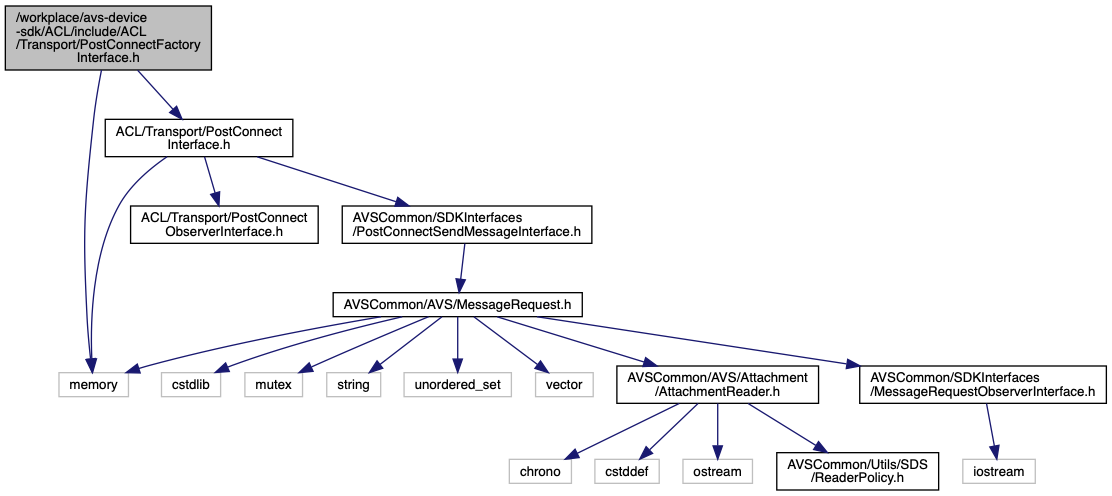 /workplace/avs-device
-sdk/ACL/include/ACL
/Transport/PostConnectFactory
Interface.h
ACL/Transport/PostConnect
Interface.h
ACL/Transport/PostConnect
ObserverInterface.h
AVSCommon/SDKInterfaces
/PostConnectSendMessageInterface.h
AVSCommon/AVS/MessageRequest.h
memory
cstdlib
mutex
string
unordered_set
vector
AVSCommon/AVS/Attachment
/AttachmentReader.h
AVSCommon/SDKInterfaces
/MessageRequestObserverInterface.h
chrono
cstddef
ostream
AVSCommon/Utils/SDS
/ReaderPolicy.h
iostream